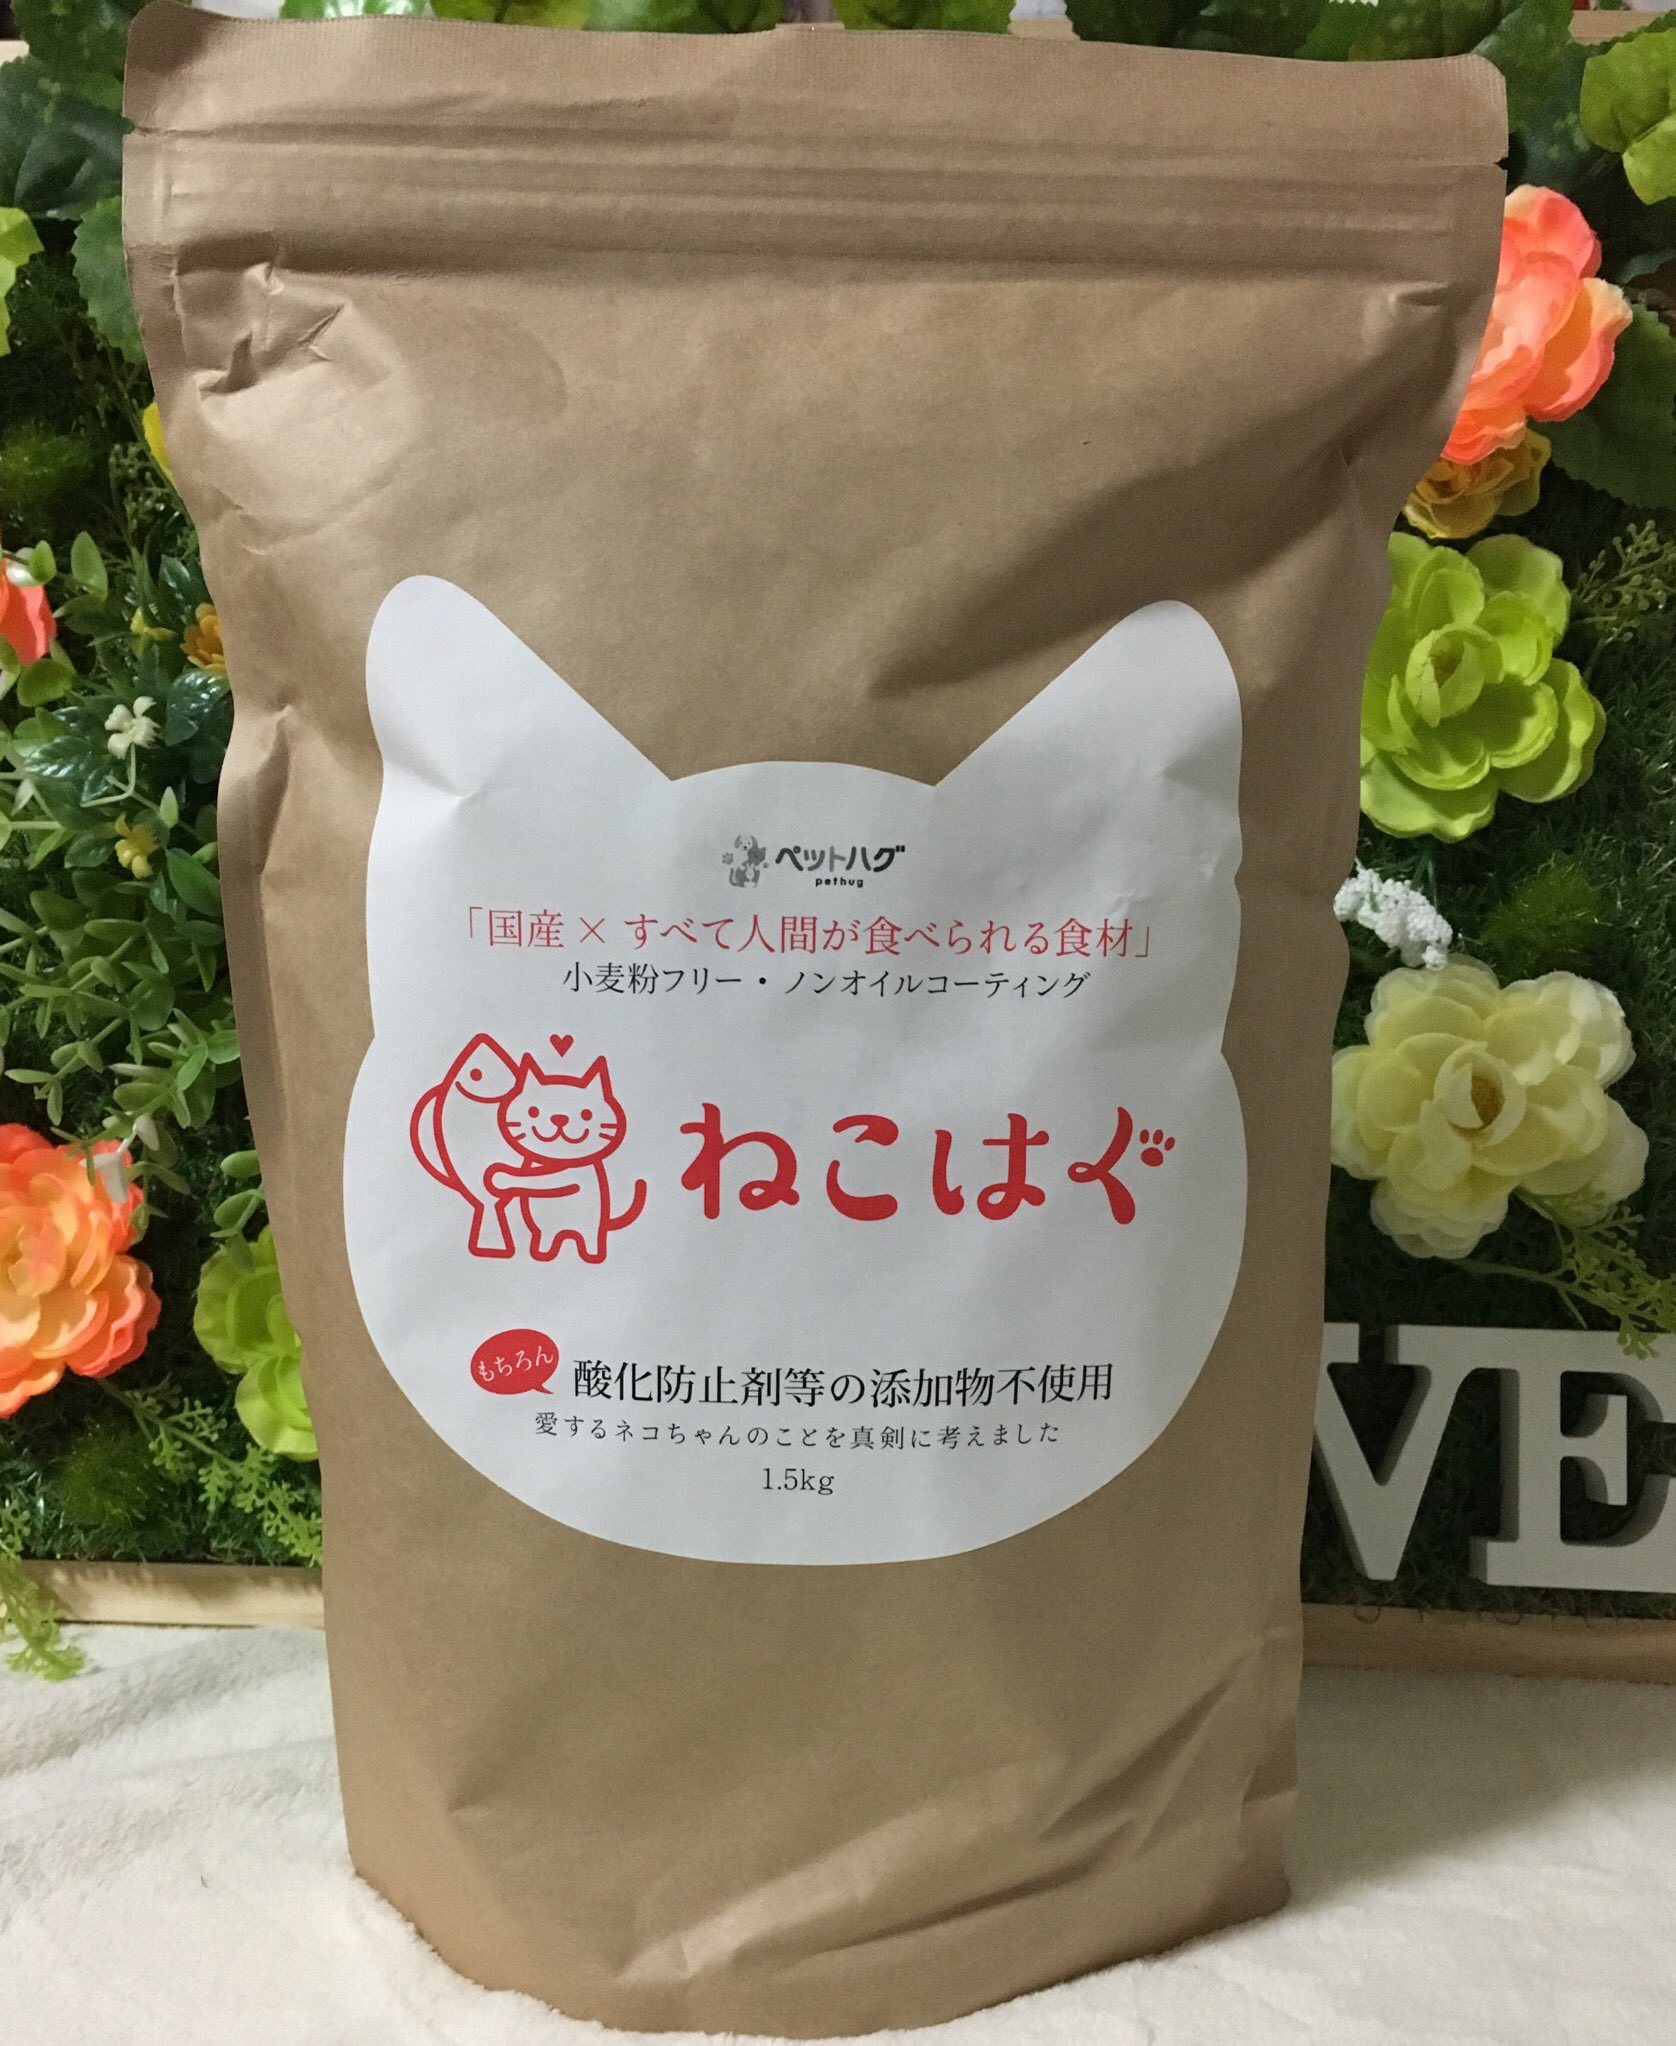 ペットハグ
pethug
「国産×すべて人間が食べられる食材」
小麦粉フリー・ノンオイルコーティング
ねこはぐ
もちろん
酸化防止剤等の添加物不使用
愛するネコちゃんのことを真剣に考えました
1.5kg
VE